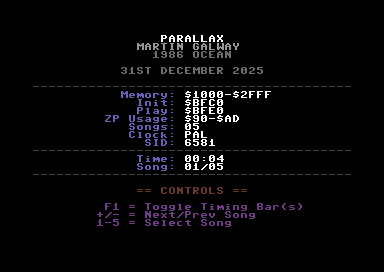 PARALLAX
MARTIN GALWAY
1986 OCEAN
31ST DECEMBER 2025
Memory: $1000-$2FFF
Init: $BFC0
Play: $BFE0
ZP Usage: $90-$AD
Songs: 05
Clock: PAL
SID: 6581
Time: 00:04
Song: 01/05
== CONTROLS ==
F1 = Toggle Timing Bar(s)
+/- = Next/Prev Song
1-5 = Select Song